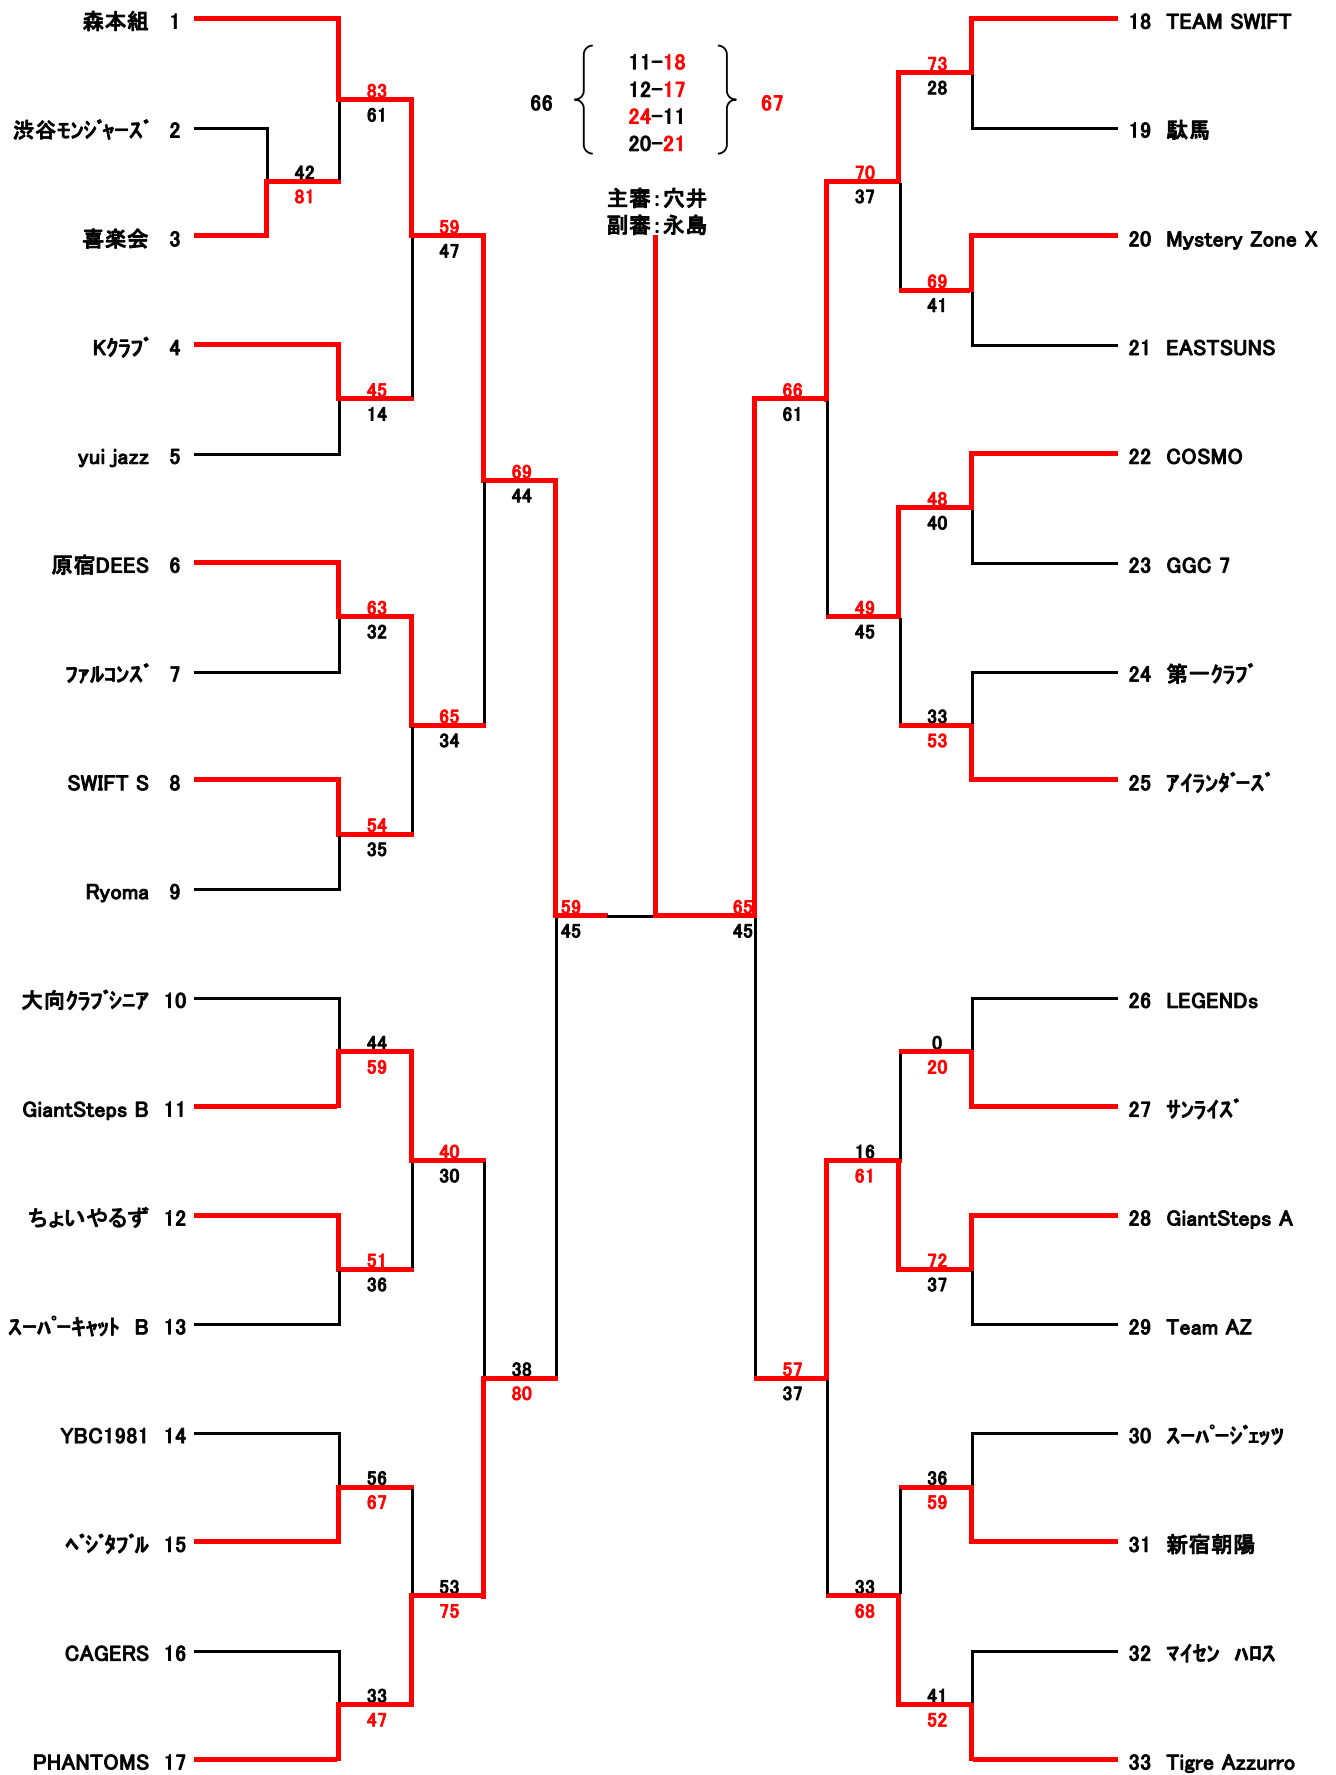 森本組 1
83
61
渋谷モンジャーズ 2
42
81
喜楽会 3
59
47
Kクラブ 4
45
14
yui jazz 5
69
44
原宿DEES 6
63
32
ファルコンズ 7
65
34
SWIFT S 8
54
35
Ryoma 9
59
45
大向クラブシニア 10
44
59
GiantSteps B 11
40
30
ちょいやるず 12
51
36
スーパーキャット B 13
38
80
YBC1981 14
56
67
ベジタブル 15
53
75
CAGERS 16
33
47
PHANTOMS 17
66
11-18
12-17
24-11
20-21
67
主審:穴井
副審:永島
18 TEAM SWIFT
73
28
19 駄馬
70
37
20 Mystery Zone X
69
41
21 EASTSUNS
66
61
22 COSMO
48
40
23 GGC 7
49
45
24 第一クラブ
33
53
25 アイランダーズ
65
45
26 LEGENDs
0
20
27 サンライズ
16
61
28 GiantSteps A
72
37
29 Team AZ
57
37
30 スーパージェッツ
36
59
31 新宿朝陽
33
68
32 マイセン ハロス
41
52
33 Tigre Azzurro